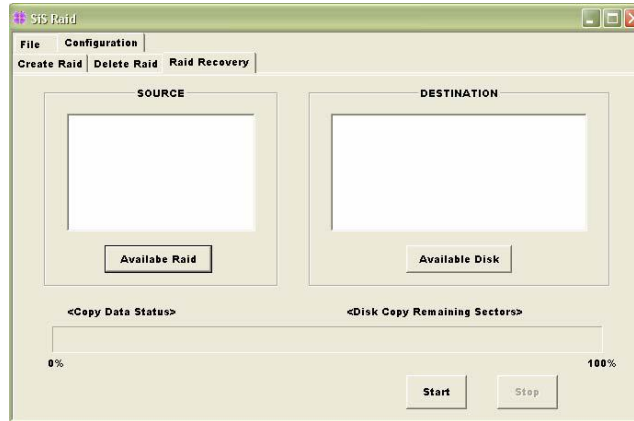 SiS Raid
File Configuration
Create Raid Delete Raid Raid Recovery
SOURCE DESTINATION
Availabe Raid Available Disk
<Copy Data Status> <Disk Copy Remaining Sectors>
0% 100%
Start Stop